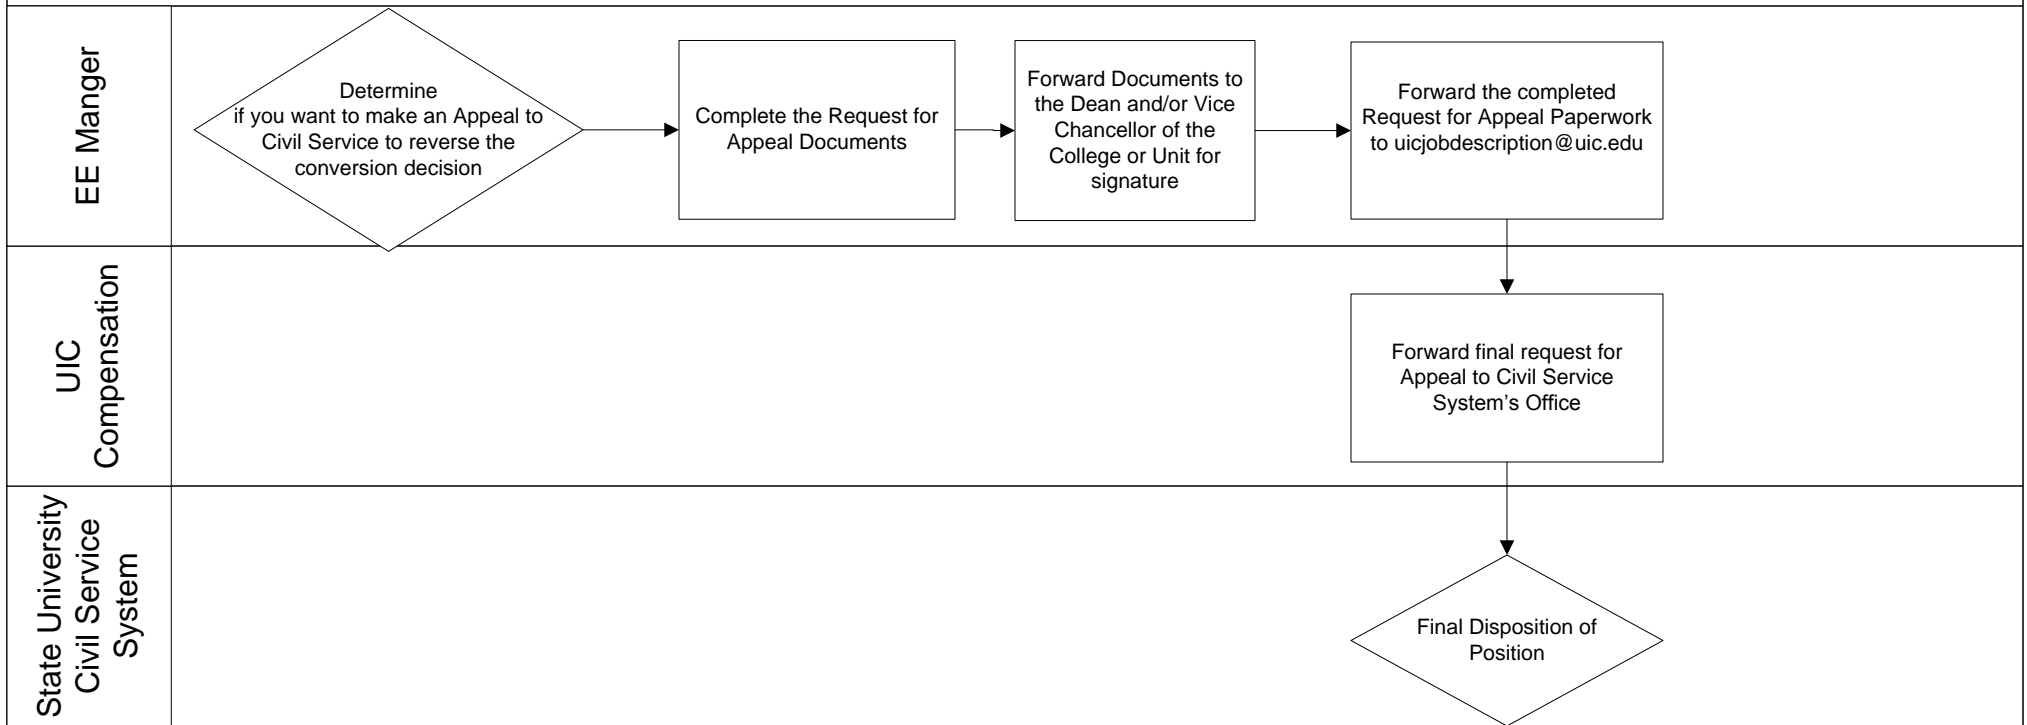 EE Manger
Determine
if you want to make an Appeal to
Civil Service to reverse the
conversion decision
Complete the Request for
Appeal Documents
Forward Documents to
the Dean and/or Vice
Chancellor of the
College or Unit for
signature
Forward the completed
Request for Appeal Paperwork
to uicjobdescription@uic.edu
UIC
Compensation
Forward final request for
Appeal to Civil Service
System’s Office
State University
Civil Service
System
Final Disposition of
Position